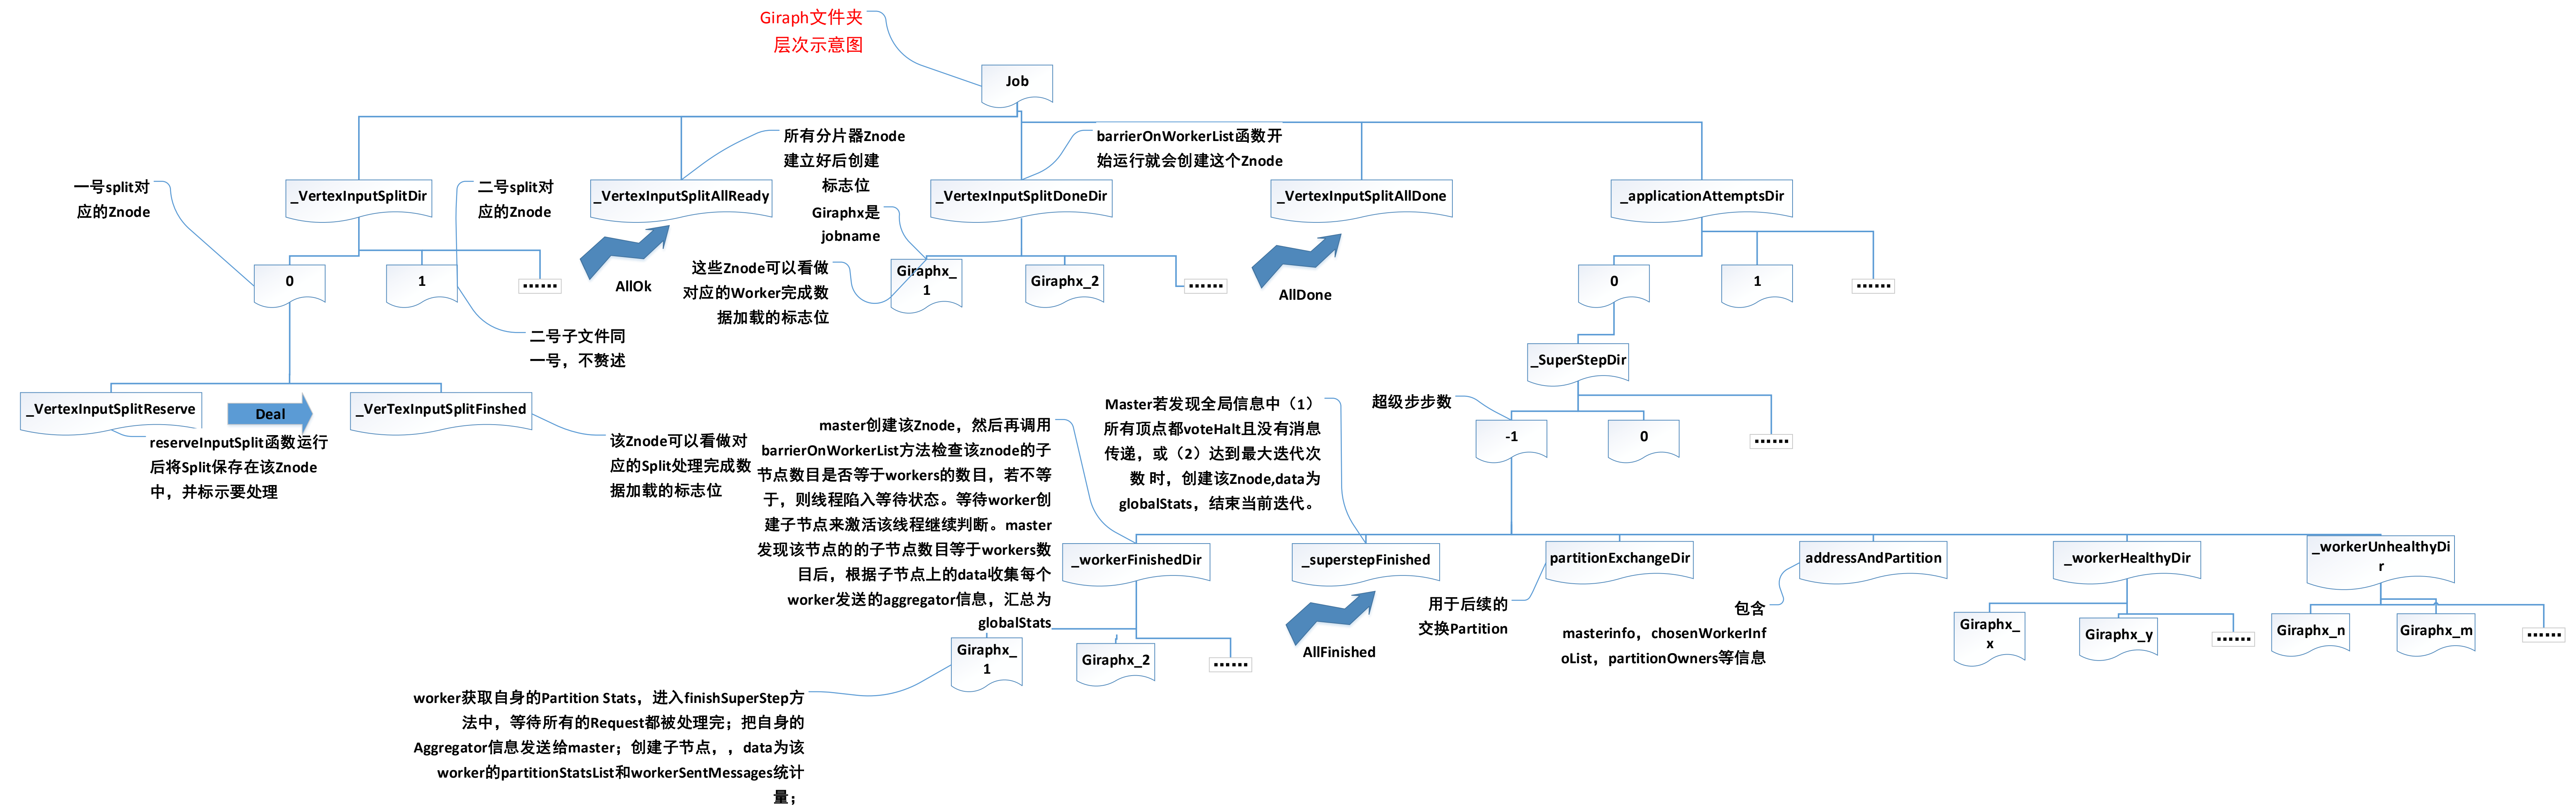 Giraph文件夹
层次示意图
Job
所有分片器Znode
建立好后创建
标志位
barrierOnWorkerList函数开
始运行就会创建这个Znode
一号split对
应的Znode
_VertexInputSplitDir
二号split对
应的Znode
_VertexInputSplitAllReady
_VertexInputSplitDoneDir
_VertexInputSplitAllDone
_applicationAttemptsDir
Giraphx是
jobname
0
1
......
AllOk
这些Znode可以看做
对应的Worker完成数
据加载的标志位
Giraphx_
1
Giraphx_2
......
AllDone
0
1
......
二号子文件同
一号，不赘述
_SuperStepDir
_VertexInputSplitReserve
Deal
_VerTexInputSplitFinshed
reserveInputSplit函数运行
后将Split保存在该Znode
中，并标示要处理
该Znode可以看做对
应的Split处理完成数
据加载的标志位
master创建该Znode，然后再调用
barrierOnWorkerList方法检查该znode的子
节点数目是否等于workers的数目，若不等
于，则线程陷入等待状态。等待worker创
建子节点来激活该线程继续判断。master
发现该节点的的子节点数目等于workers数
目后，根据子节点上的data收集每个
worker发送的aggregator信息，汇总为
globalStats
Master若发现全局信息中（1）
所有顶点都voteHalt且没有消息
传递，或（2）达到最大迭代次
数 时，创建该Znode,data为
globalStats，结束当前迭代。
超级步步数
-1
0
......
_workerFinishedDir
_superstepFinished
partitionExchangeDir
addressAndPartition
_workerHealthyDir
_workerUnhealthyDi
r
用于后续的
交换Partition
包含
masterinfo，chosenWorkerInf
oList，partitionOwners等信息
AllFinished
Giraphx_
1
Giraphx_2
......
Giraphx_
x
Giraphx_y
......
Giraphx_n
Giraphx_m
......
worker获取自身的Partition Stats，进入finishSuperStep方
法中，等待所有的Request都被处理完；把自身的
Aggregator信息发送给master；创建子节点，，data为该
worker的partitionStatsList和workerSentMessages统计
量；